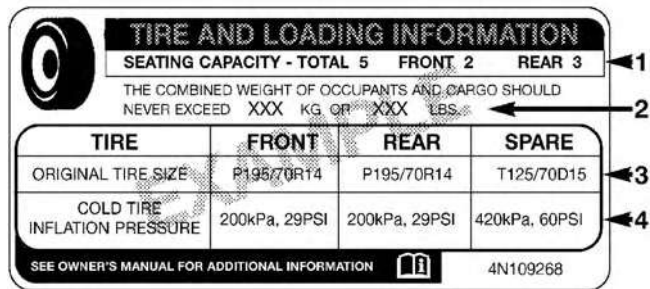 TIRE AND LOADING INFORMATION
SEATING CAPACITY - TOTAL 5 FRONT 2 REAR 3
1
THE COMBINED WEIGHT OF OCCUPANTS AND CARGO SHOULD
NEVER EXCEED XXX KG OR XXX LBS.
2
TIRE FRONT REAR SPARE
ORIGINAL TIRE SIZE P195/70R14 P195/70R14 T125/70D15
3
COLD TIRE
INFLATION PRESSURE 200kPa, 29PSI 200kPa, 29PSI 420kPa, 60PSI
4
SEE OWNER'S MANUAL FOR ADDITIONAL INFORMATION i 4N109268
EXAMPLE